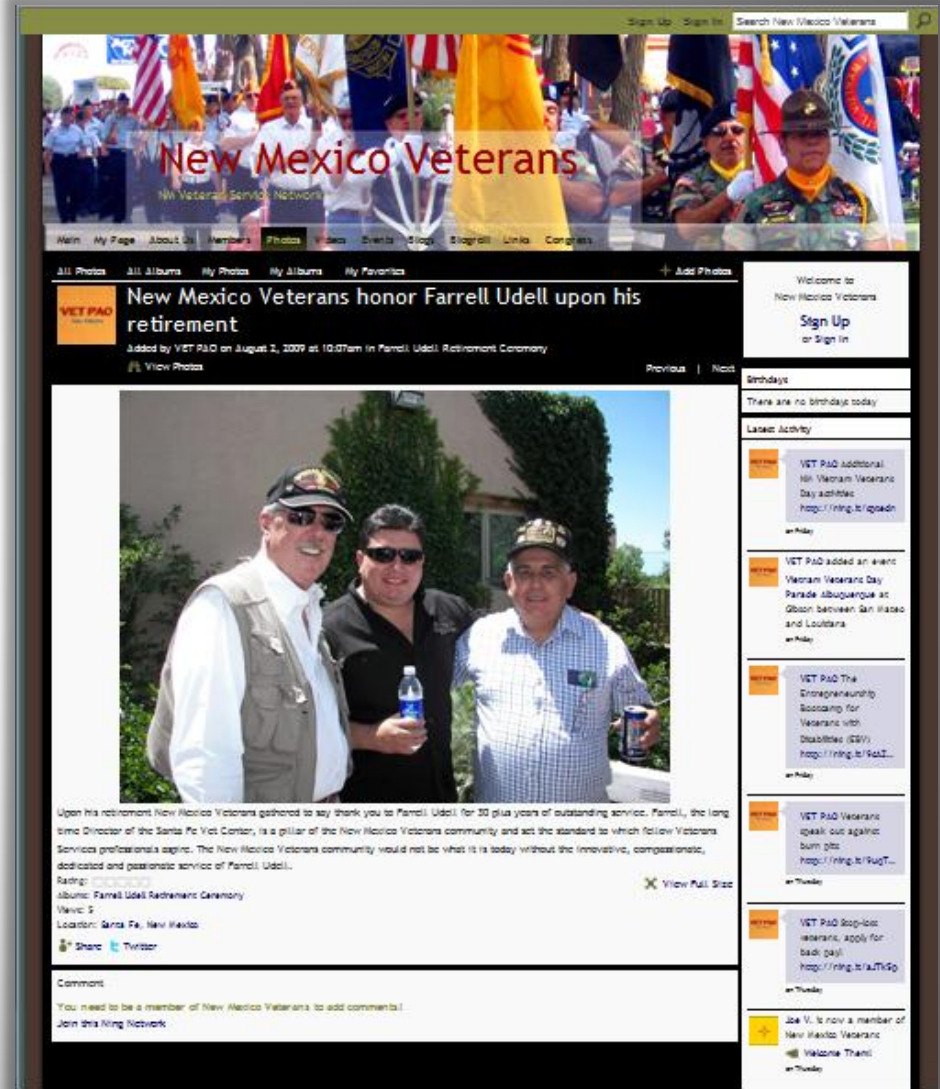 Sign Up Sign In Search New Mexico Veterans
New Mexico Veterans
NM Veteran Service Network
Main My Page About Us Members Photos Videos Events Blogs Blogroll Links Congress
All Photos All Albums My Photos My Albums My Favorites + Add Photos
VET PAO
New Mexico Veterans honor Farrell Udell upon his
retirement
Added by VET PAO on August 2, 2009 at 10:07am in Farrell Udell Retirement Ceremony
View Photos
Previous | Next
Upon his retirement New Mexico Veterans gathered to say thank you to Farrell Udell for 30 plus years of outstanding service. Farrell, the long
time Director of the Santa Fe Vet Center, is a pillar of the New Mexico Veterans community and set the standard to which fellow Veterans
Services professionals aspire. The New Mexico Veterans community would not be what it is today without the innovative, compassionate,
dedicated and passionate service of Farrell Udell.
Rating:
View Full Size
Albums: Farrell Udell Retirement Ceremony
Views: 5
Location: Santa Fe, New Mexico
Share Twitter
Comment
You need to be a member of New Mexico Veterans to add comments!
Join this Ning Network
Welcome to
New Mexico Veterans
Sign Up
or Sign In
Birthdays
There are no birthdays today
Latest Activity
VET PAO Additional
NM Vietnam Veterans
Day activities
on Friday
VET PAO added an event
Vietnam Veterans Day
Parade Albuquerque at
Gibson between San Mateo
and Louisiana
on Friday
VET PAO The
Entrepreneurship
Bootcamp for
Veterans with
Disabilities (EBV)
on Friday
VET PAO Veterans
speak out against
burn pits
on Thursday
VET PAO Stop-loss
veterans, apply for
back pay!
on Thursday
Joe V. is now a member of
New Mexico Veterans
Welcome Them!
on Thursday